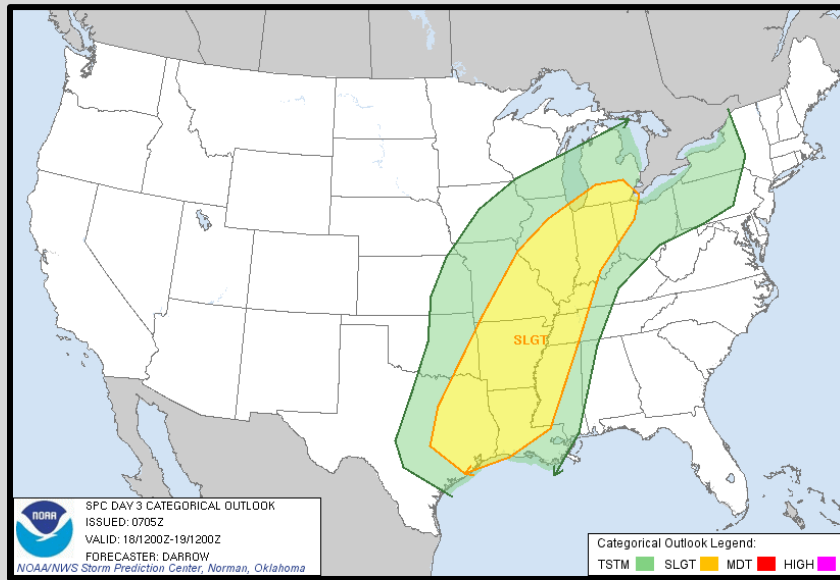 SLGT
NOAA
SPC DAY 3 CATEGORICAL OUTLOOK
ISSUED: 0705Z
VALID: 18/1200Z-19/1200Z
FORECASTER: DARROW
NOAA/NWS Storm Prediction Center, Norman, Oklahoma
Categorical Outlook Legend:
TSTM SLGT MDT HIGH